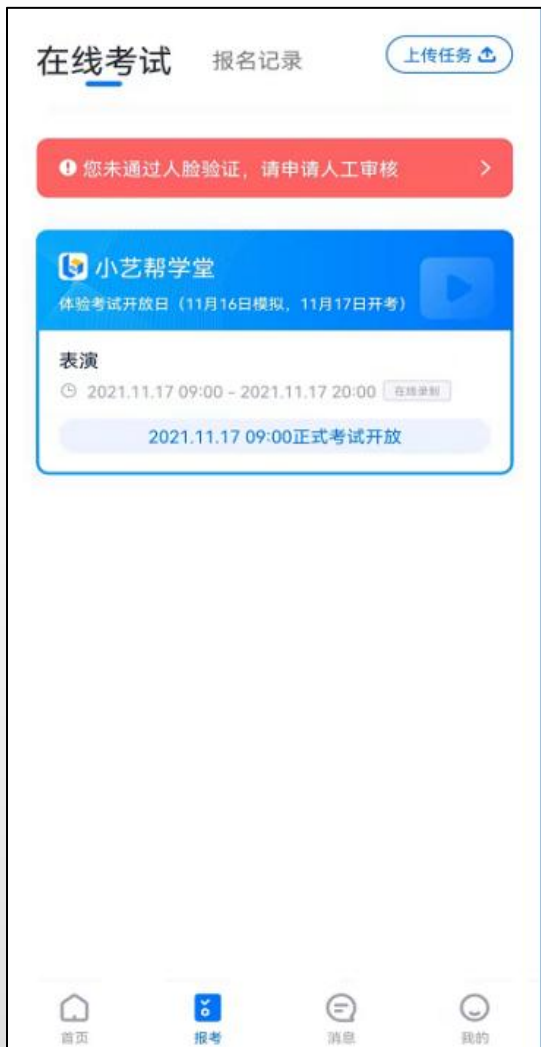 在线考试 报名记录 上传任务
您未通过人脸验证，请申请人工审核
小艺帮学堂
体验考试开放日（11月16日模拟，11月17日开考）
表演
2021.11.17 09:00 - 2021.11.17 20:00 在线录制
2021.11.17 09:00正式考试开放
首页 报考 消息 我的